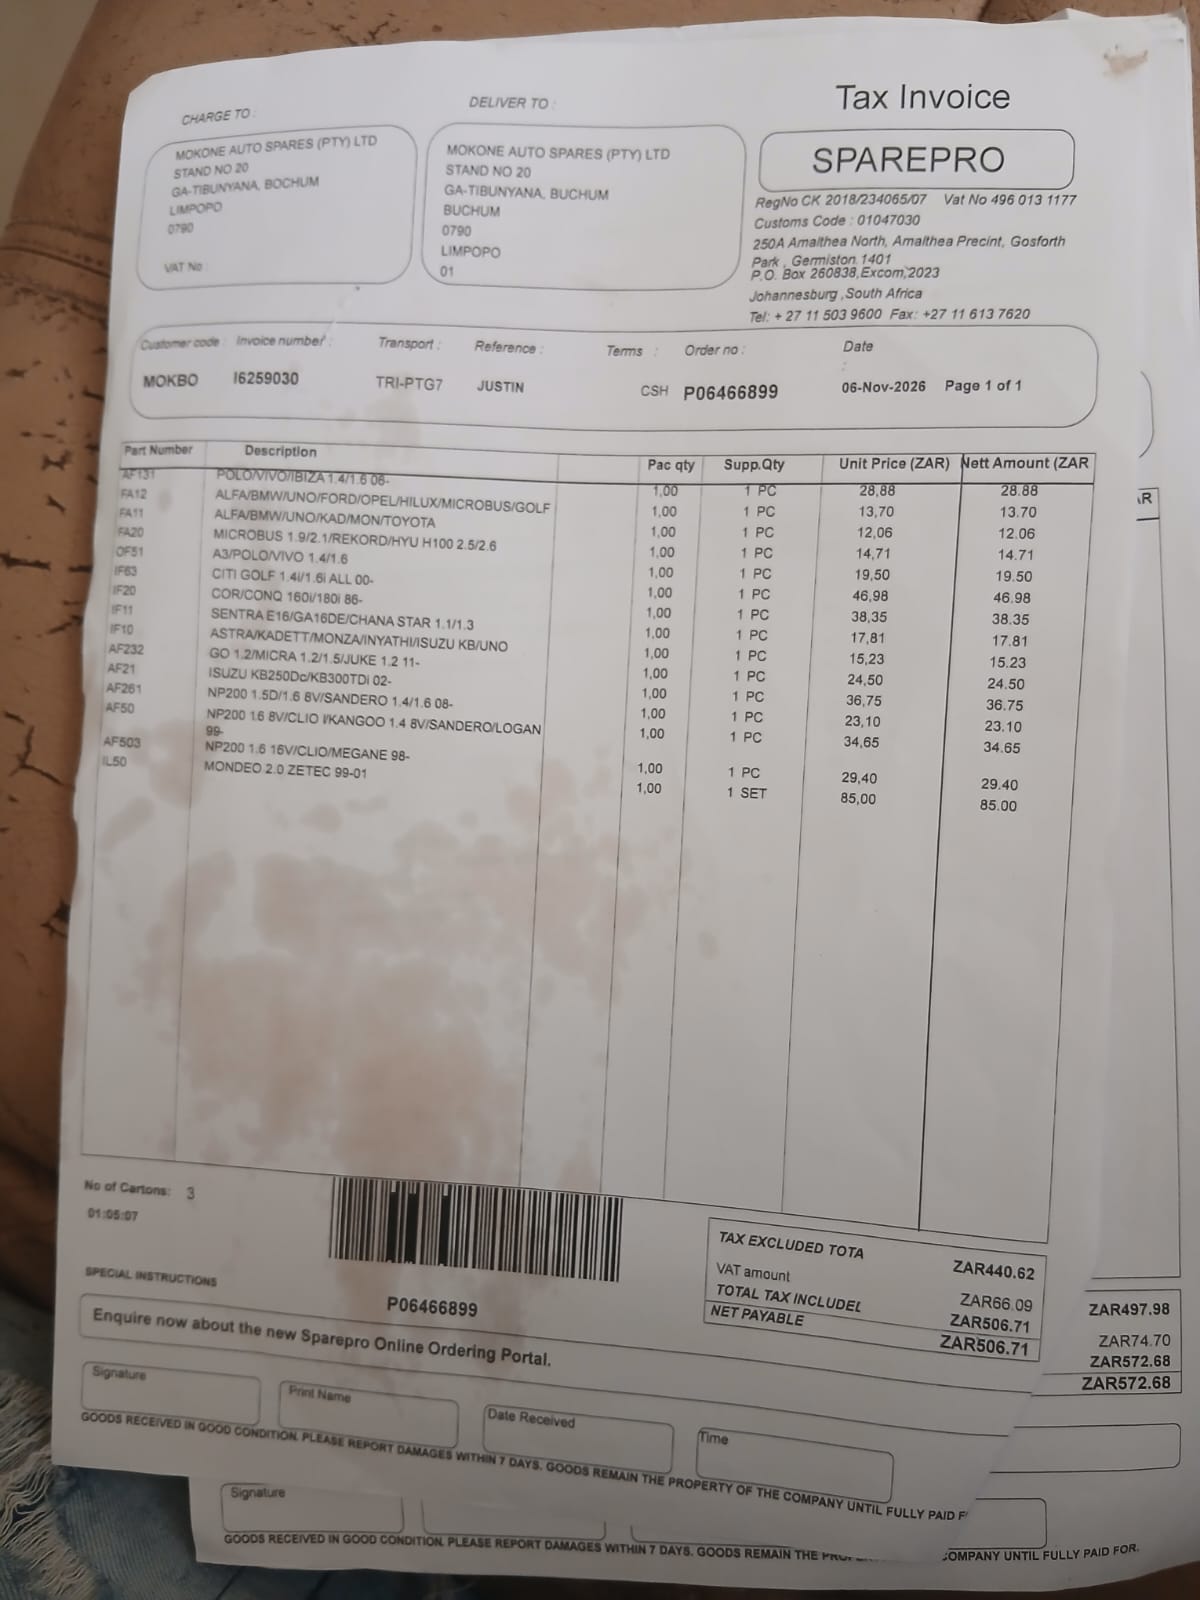 Tax Invoice
CHARGE TO :
MOKONE AUTO SPARES (PTY) LTD
STAND NO 20
GA-TIBUNYANA, BOCHUM
LIMPOPO
0790
VAT No :
DELIVER TO :
MOKONE AUTO SPARES (PTY) LTD
STAND NO 20
GA-TIBUNYANA, BUCHUM
BUCHUM
0790
LIMPOPO
01
SPAREPRO
RegNo CK 2018/234065/07 Vat No 496 013 1177
Customs Code : 01047030
250A Amalthea North, Amalthea Precint, Gosforth
Park , Germiston.1401
P.O. Box 260838,Excom,2023
Johannesburg ,South Africa
Tel: + 27 11 503 9600 Fax: +27 11 613 7620
Customer code : Invoice number : Transport : Reference : Terms : Order no : Date :
MOKBO I6259030 TRI-PTG7 JUSTIN CSH P06466899 06-Nov-2026 Page 1 of 1
Part Number Description Pac qty Supp.Qty Unit Price (ZAR) Nett Amount (ZAR
AF131 POLO/VIVO/IBIZA 1.4/1.6 06- 1,00 1 PC 28,88 28.88
FA12 ALFA/BMW/UNO/FORD/OPEL/HILUX/MICROBUS/GOLF 1,00 1 PC 13,70 13.70
FA11 ALFA/BMW/UNO/KAD/MON/TOYOTA 1,00 1 PC 12,06 12.06
FA20 MICROBUS 1.9/2.1/REKORD/HYU H100 2.5/2.6 1,00 1 PC 14,71 14.71
OF51 A3/POLO/VIVO 1.4/1.6 1,00 1 PC 19,50 19.50
IF63 CITI GOLF 1.4i/1.6i ALL 00- 1,00 1 PC 46,98 46.98
IF20 COR/CONQ 160i/180i 86- 1,00 1 PC 38,35 38.35
IF11 SENTRA E16/GA16DE/CHANA STAR 1.1/1.3 1,00 1 PC 17,81 17.81
IF10 ASTRA/KADETT/MONZA/INYATHI/ISUZU KB/UNO 1,00 1 PC 15,23 15.23
AF232 GO 1.2/MICRA 1.2/1.5/JUKE 1.2 11- 1,00 1 PC 24,50 24.50
AF21 ISUZU KB250Dc/KB300TDi 02- 1,00 1 PC 36,75 36.75
AF261 NP200 1.5D/1.6 8V/SANDERO 1.4/1.6 08- 1,00 1 PC 23,10 23.10
AF50 NP200 1.6 8V/CLIO I/KANGOO 1.4 8V/SANDERO/LOGAN 1,00 1 PC 34,65 34.65
99-
AF503 NP200 1.6 16V/CLIO/MEGANE 98- 1,00 1 PC 29,40 29.40
IL50 MONDEO 2.0 ZETEC 99-01 1,00 1 SET 85,00 85.00
No of Cartons: 3
01:05:07
P06466899
TAX EXCLUDED TOTA ZAR440.62
VAT amount ZAR66.09
TOTAL TAX INCLUDEL ZAR506.71
NET PAYABLE ZAR506.71
SPECIAL INSTRUCTIONS
Enquire now about the new Sparepro Online Ordering Portal.
Signature Print Name Date Received Time
GOODS RECEIVED IN GOOD CONDITION. PLEASE REPORT DAMAGES WITHIN 7 DAYS. GOODS REMAIN THE PROPERTY OF THE COMPANY UNTIL FULLY PAID F
AR
ZAR497.98
ZAR74.70
ZAR572.68
ZAR572.68
Signature
GOODS RECEIVED IN GOOD CONDITION. PLEASE REPORT DAMAGES WITHIN 7 DAYS. GOODS REMAIN THE COMPANY UNTIL FULLY PAID FOR.